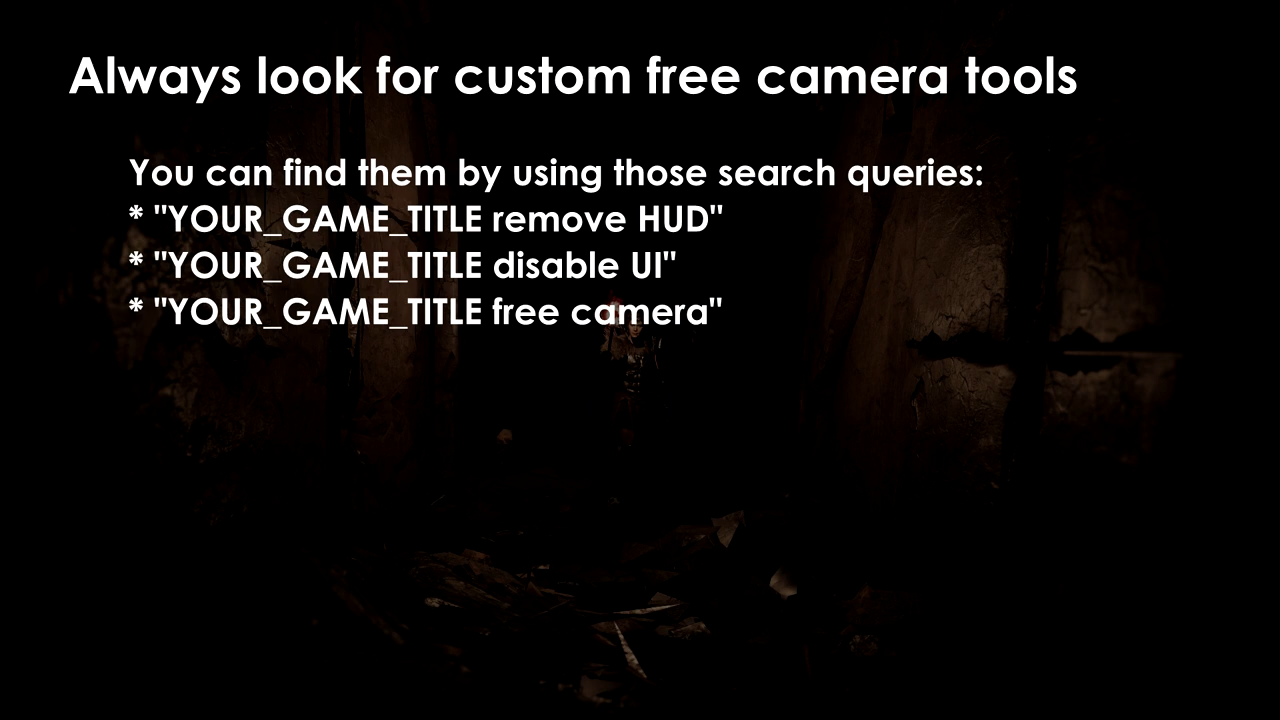 Always look for custom free camera tools
You can find them by using those search queries:
* "YOUR_GAME_TITLE remove HUD"
* "YOUR_GAME_TITLE disable UI"
* "YOUR_GAME_TITLE free camera"